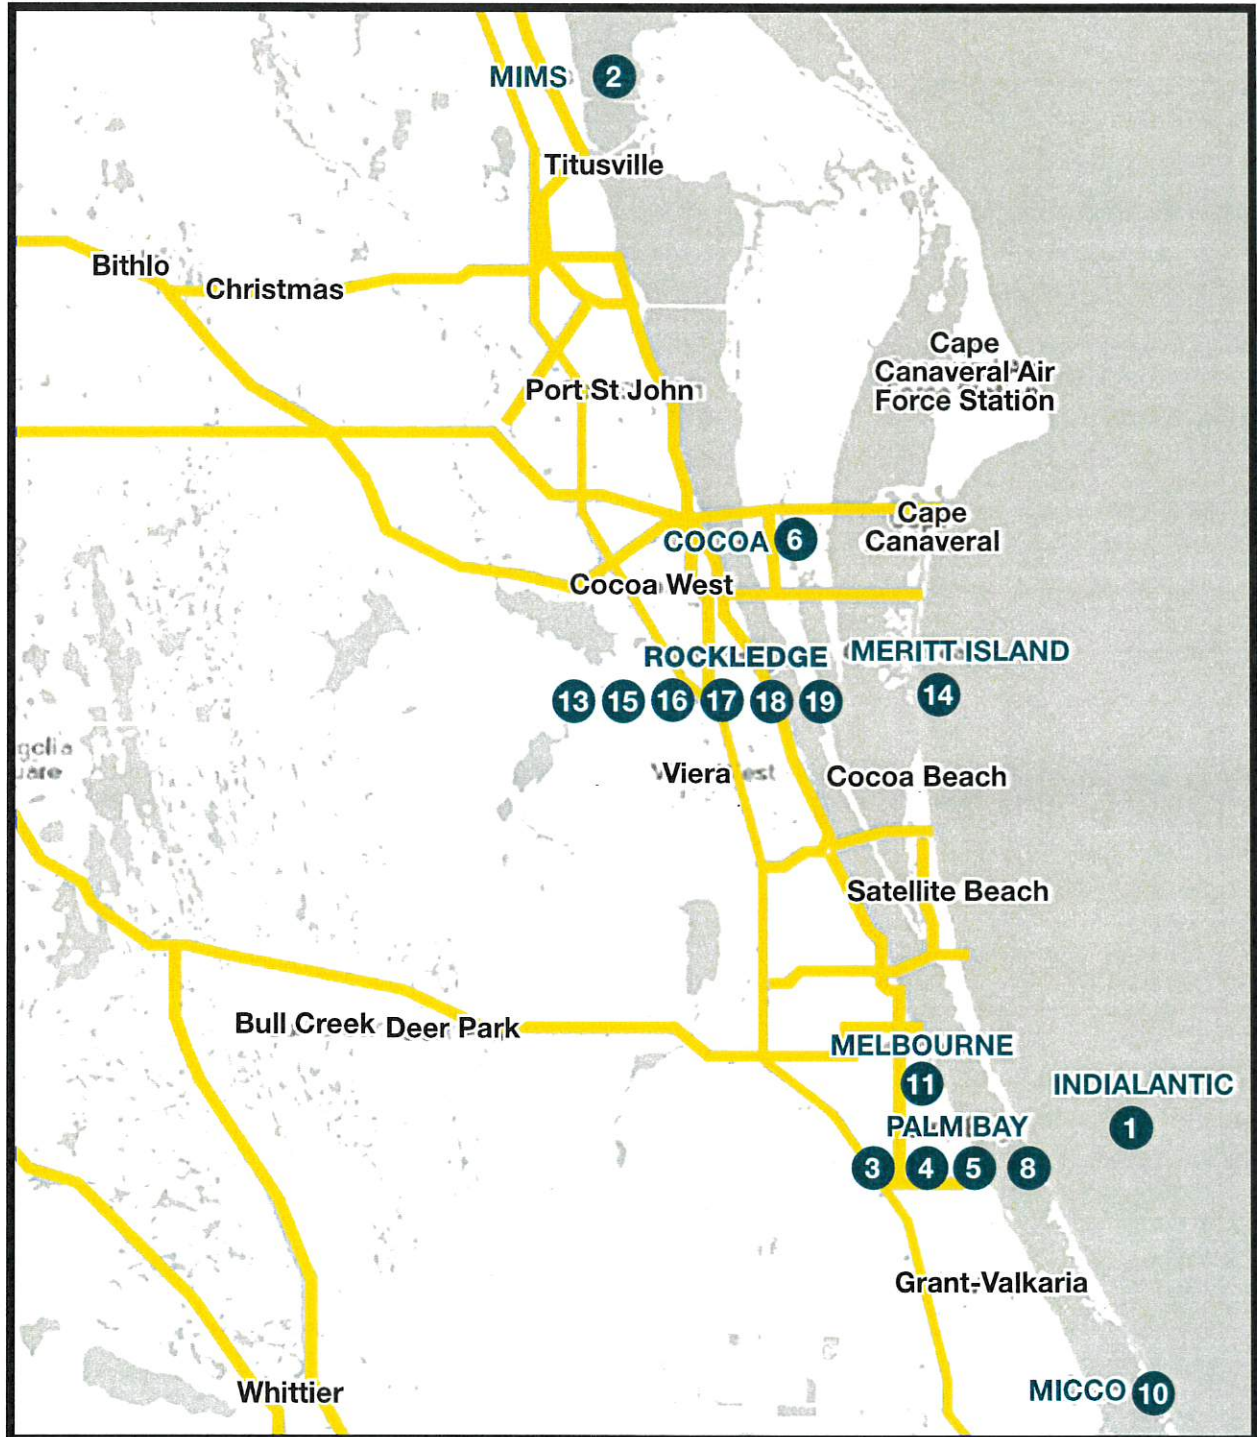 MIMS 2
Titusville
Bithlo
Christmas
Cape
Canaveral Air
Force Station
Port St John
Cape
Canaveral
COCOA 6
Cocoa West
ROCKLEDGE
MERITT ISLAND
13 15 16 17 18 19
14
Viera
Cocoa Beach
Satellite Beach
Bull Creek
Deer Park
MELBOURNE
11
INDIALANTIC
1
PALM BAY
3 4 5 8
Grant-Valkaria
Whittier
MICCO 10